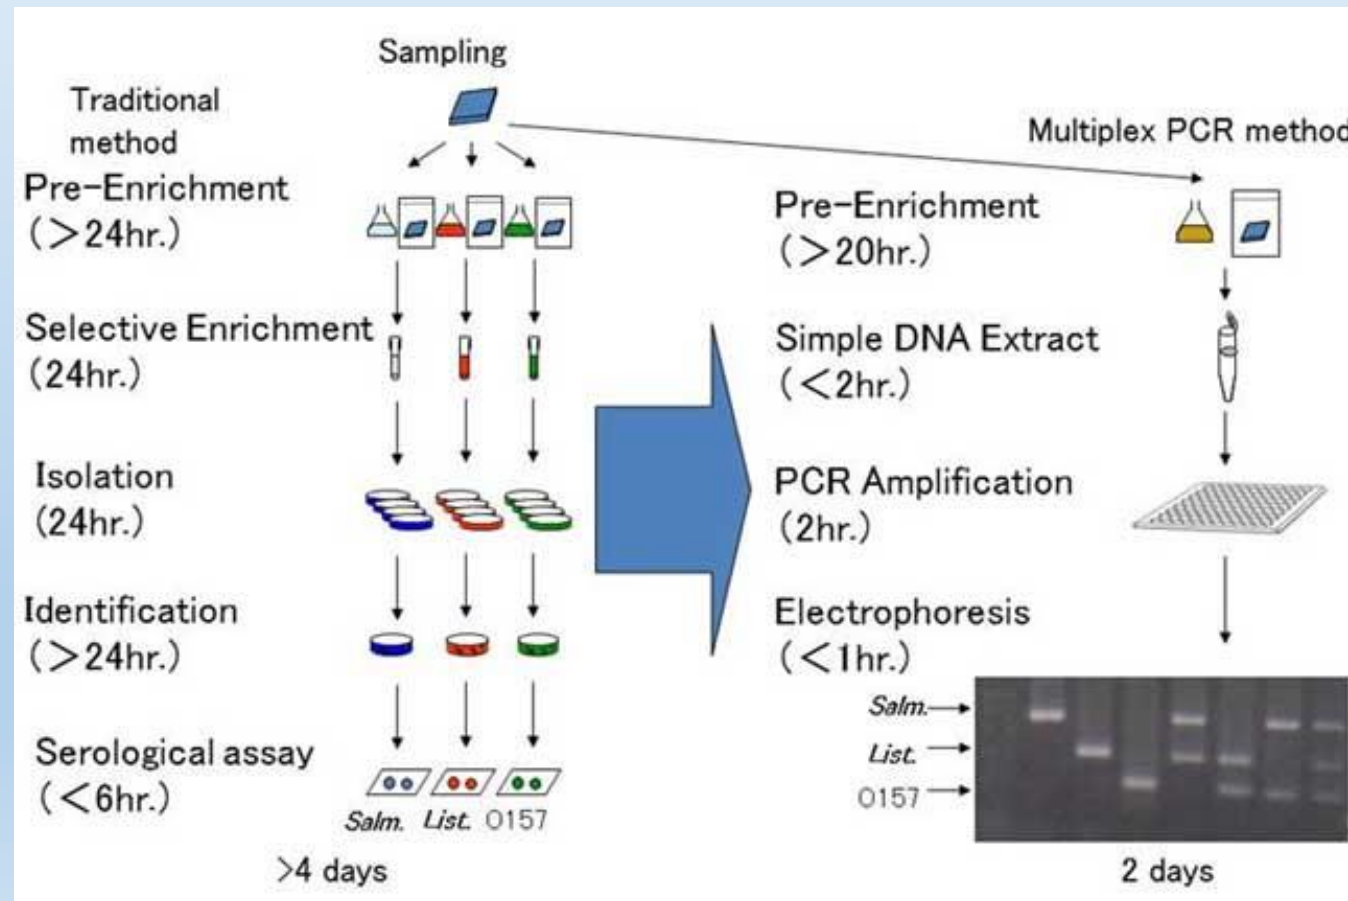 Sampling
Traditional
method
Pre-Enrichment
(>24hr.)
Selective Enrichment
(24hr.)
Isolation
(24hr.)
Identification
(>24hr.)
Serological assay
(<6hr.)
Salm. List. O157
>4 days
Multiplex PCR method
Pre-Enrichment
(>20hr.)
Simple DNA Extract
(<2hr.)
PCR Amplification
(2hr.)
Electrophoresis
(<1hr.)
Salm.
List.
O157
2 days